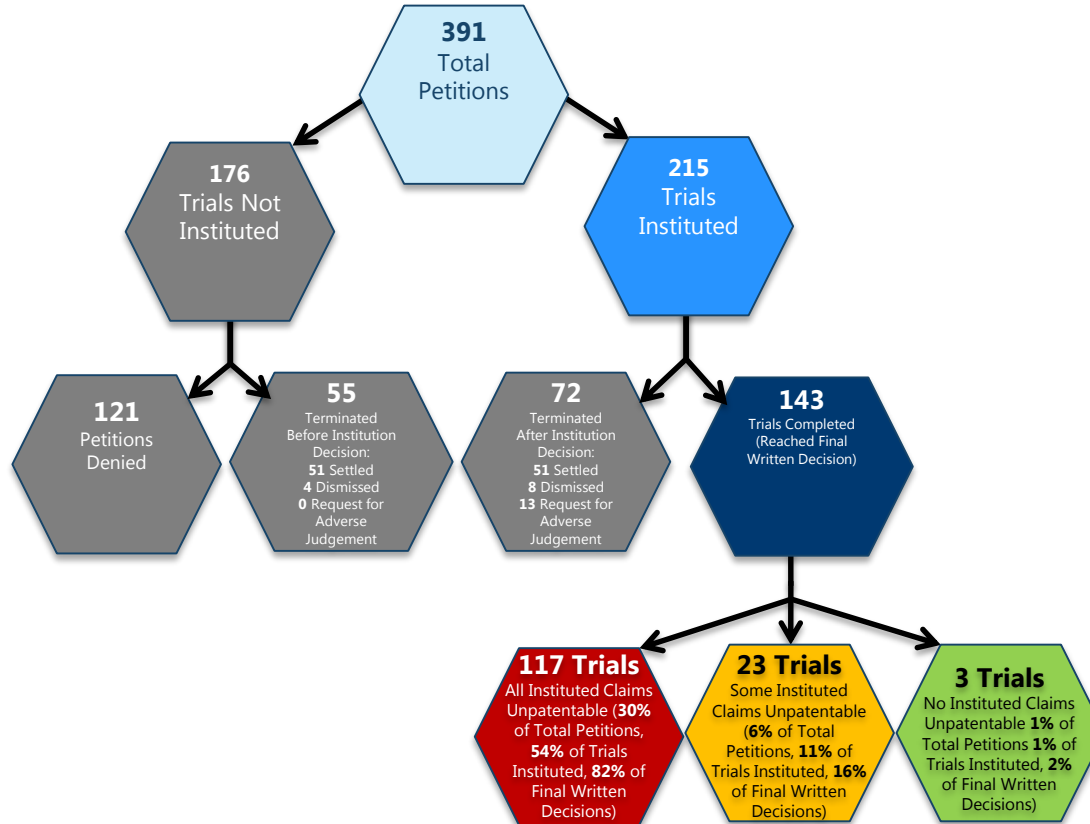 391
Total
Petitions
176
Trials Not
Instituted
215
Trials
Instituted
121
Petitions
Denied
55
Terminated
Before Institution
Decision:
51 Settled
4 Dismissed
0 Request for
Adverse
Judgement
72
Terminated
After Institution
Decision:
51 Settled
8 Dismissed
13 Request for
Adverse
Judgement
143
Trials Completed
(Reached Final
Written Decision)
117 Trials
All Instituted Claims
Unpatentable (30%
of Total Petitions,
54% of Trials
Instituted, 82% of
Final Written
Decisions)
23 Trials
Some Instituted
Claims Unpatentable
(6% of Total
Petitions, 11% of
Trials Instituted, 16%
of Final Written
Decisions)
3 Trials
No Instituted Claims
Unpatentable 1% of
Total Petitions 1% of
Trials Instituted, 2%
of Final Written
Decisions)